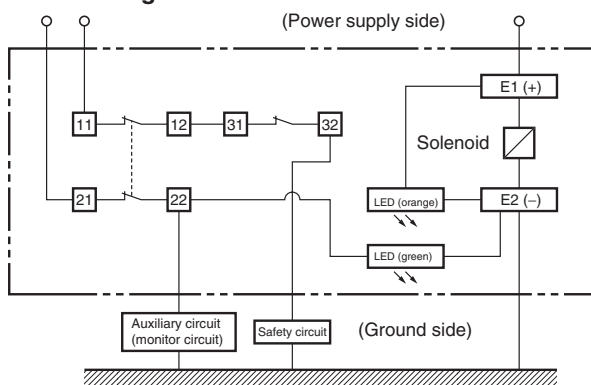 (Power supply side)
E1 (+)
11
12
31
32
Solenoid
21
22
LED (orange)
E2 (−)
LED (green)
Auxiliary circuit
(monitor circuit)
Safety circuit
(Ground side)